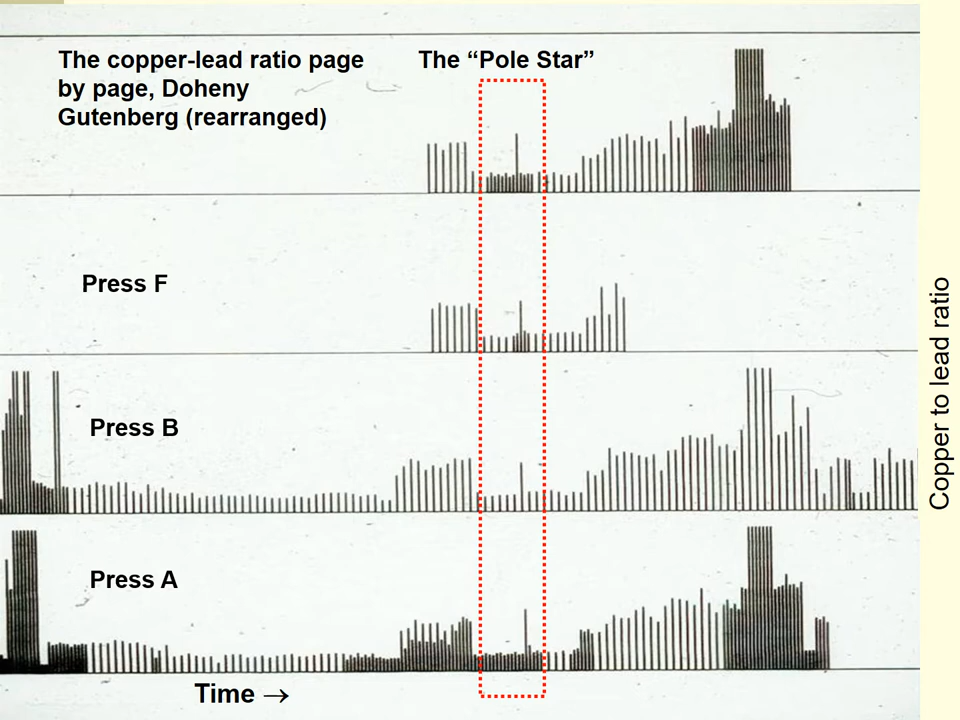 The copper-lead ratio page
by page, Doheny
Gutenberg (rearranged)
The “Pole Star”
Press F
Press B
Press A
Time →
Copper to lead ratio